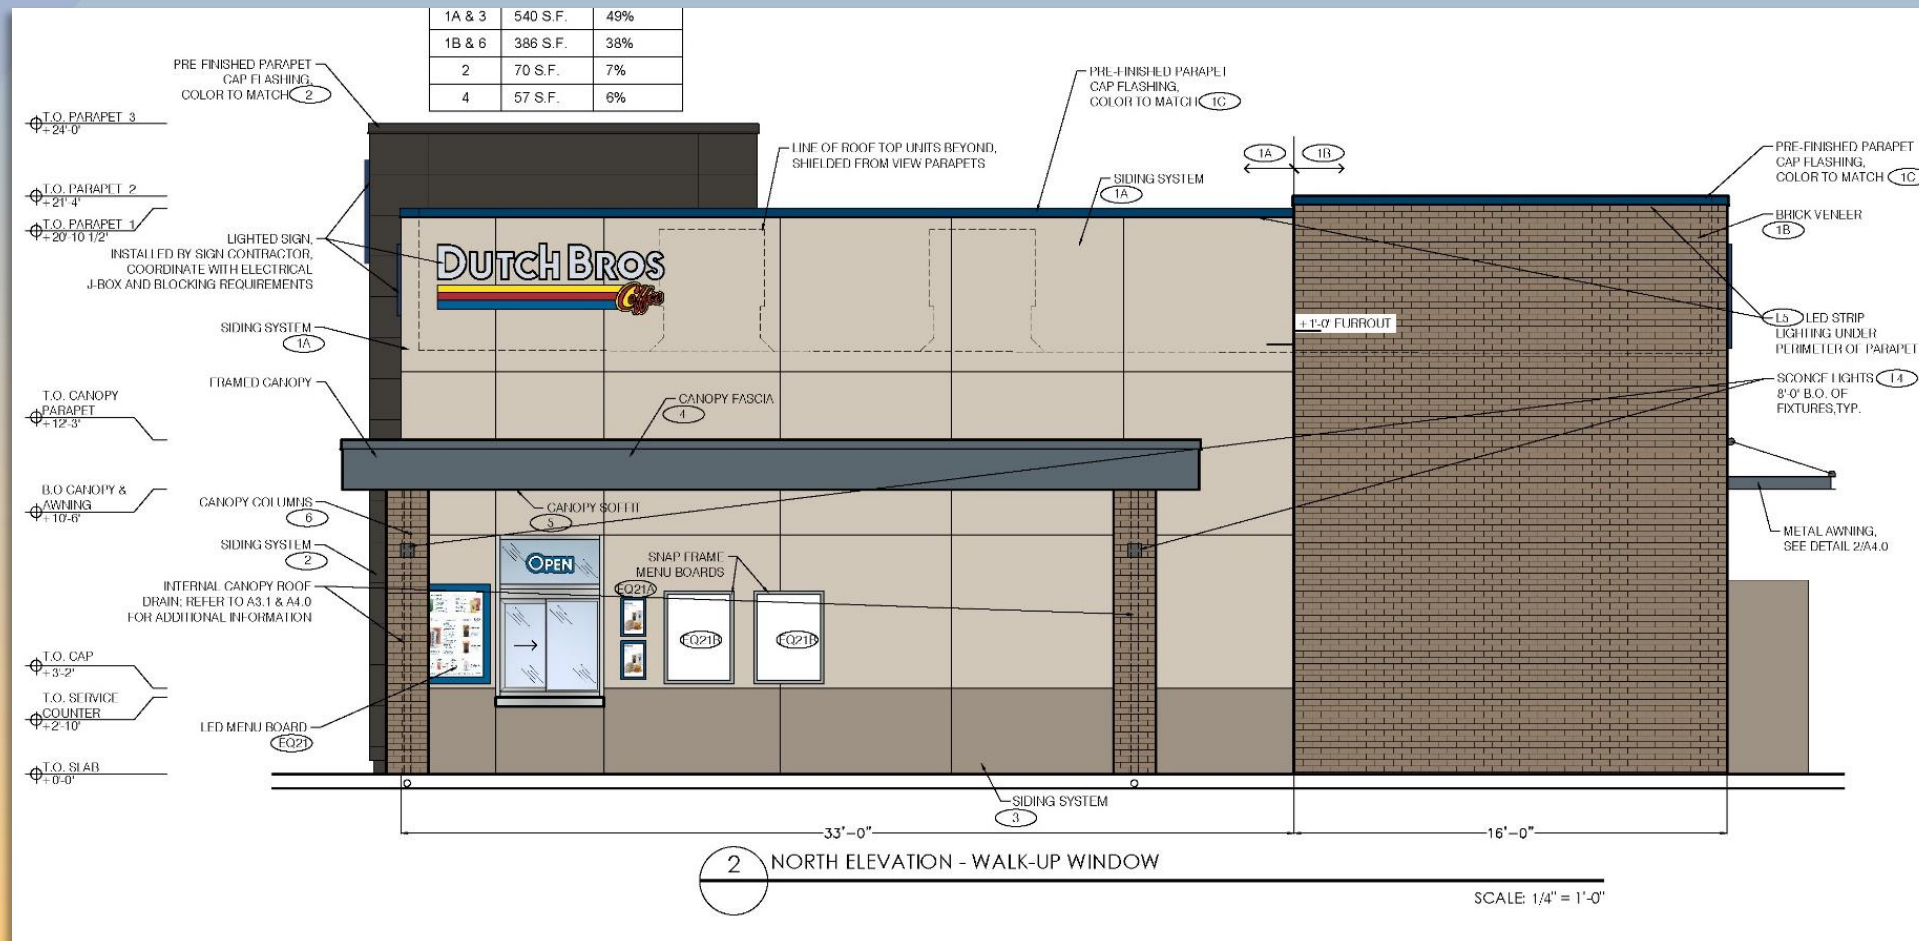 1A & 3 540 S.F. 49%
1B & 6 386 S.F. 38%
2 70 S.F. 7%
4 57 S.F. 6%
PRE FINISHED PARAPET
CAP FLASHING,
COLOR TO MATCH 2
PRE-FINISHED PARAPET
CAP FLASHING,
COLOR TO MATCH 1C
T.O. PARAPET 3
+24'-0"
LINE OF ROOF TOP UNITS BEYOND,
SHIELDED FROM VIEW PARAPETS
1A 1B
PRE-FINISHED PARAPET
CAP FLASHING,
COLOR TO MATCH 1C
SIDING SYSTEM
1A
T.O. PARAPET 2
+21'-4"
T.O. PARAPET 1
+20'-10 1/2"
BRICK VENEER
1B
LIGHTED SIGN,
INSTALLED BY SIGN CONTRACTOR,
COORDINATE WITH ELECTRICAL
J-BOX AND BLOCKING REQUIREMENTS
DUTCH BROS
Coffee
SIDING SYSTEM
1A
+1'-0" FURROUT
L5 LED STRIP
LIGHTING UNDER
PERIMETER OF PARAPET
FRAMED CANOPY
T.O. CANOPY
PARAPET
+12'-3"
CANOPY FASCIA
4
SCONCE LIGHTS L4
8'-0" B.O. OF
FIXTURES,TYP.
B.O CANOPY &
AWNING
+10'-6"
CANOPY COLUMNS
6
CANOPY SOFFIT
5
METAL AWNING,
SEE DETAIL 2/A4.0
SIDING SYSTEM
2
OPEN
SNAP FRAME
MENU BOARDS
INTERNAL CANOPY ROOF
DRAIN; REFER TO A3.1 & A4.0
FOR ADDITIONAL INFORMATION
EQ21A
EQ21B EQ21B
T.O. CAP
+3'-2"
T.O. SERVICE
COUNTER
+2'-10"
LED MENU BOARD
EQ21
T.O. SLAB
+0'-0"
SIDING SYSTEM
3
33'-0" 16'-0"
2 NORTH ELEVATION - WALK-UP WINDOW
SCALE: 1/4" = 1'-0"